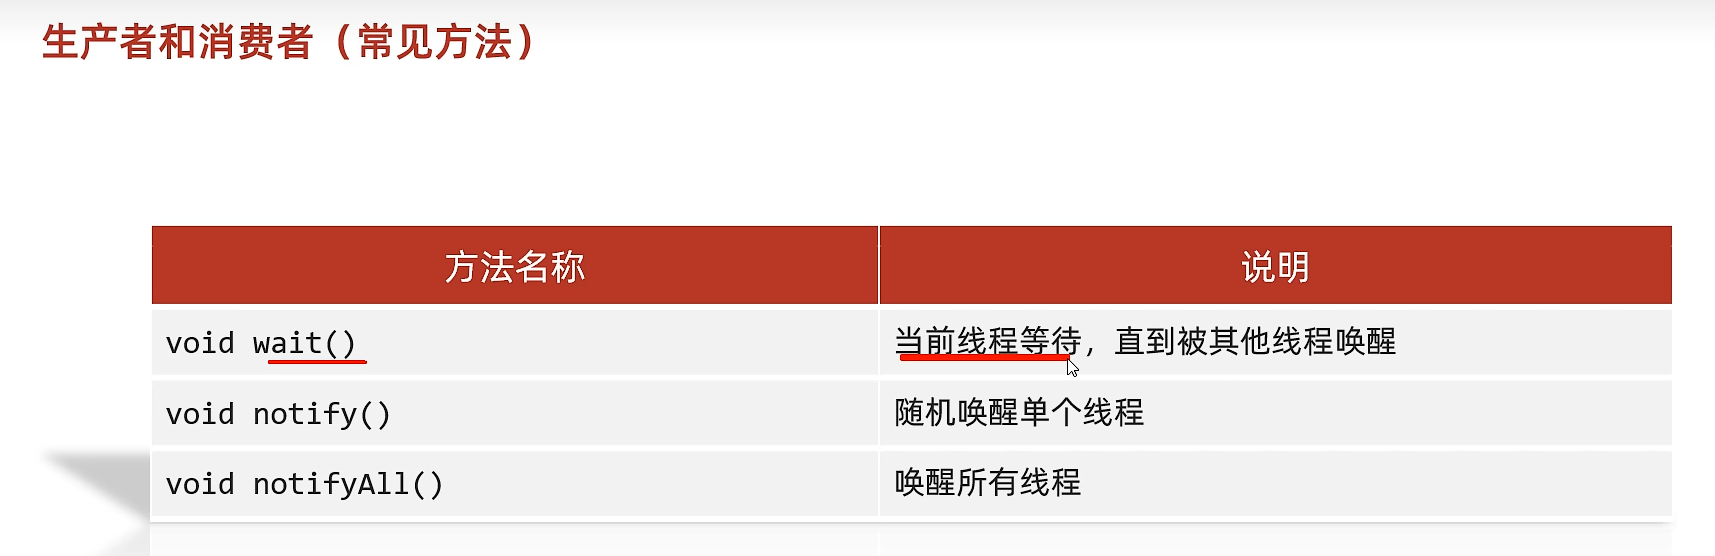 生产者和消费者（常见方法）
方法名称 说明
void wait() 当前线程等待，直到被其他线程唤醒
void notify() 随机唤醒单个线程
void notifyAll() 唤醒所有线程